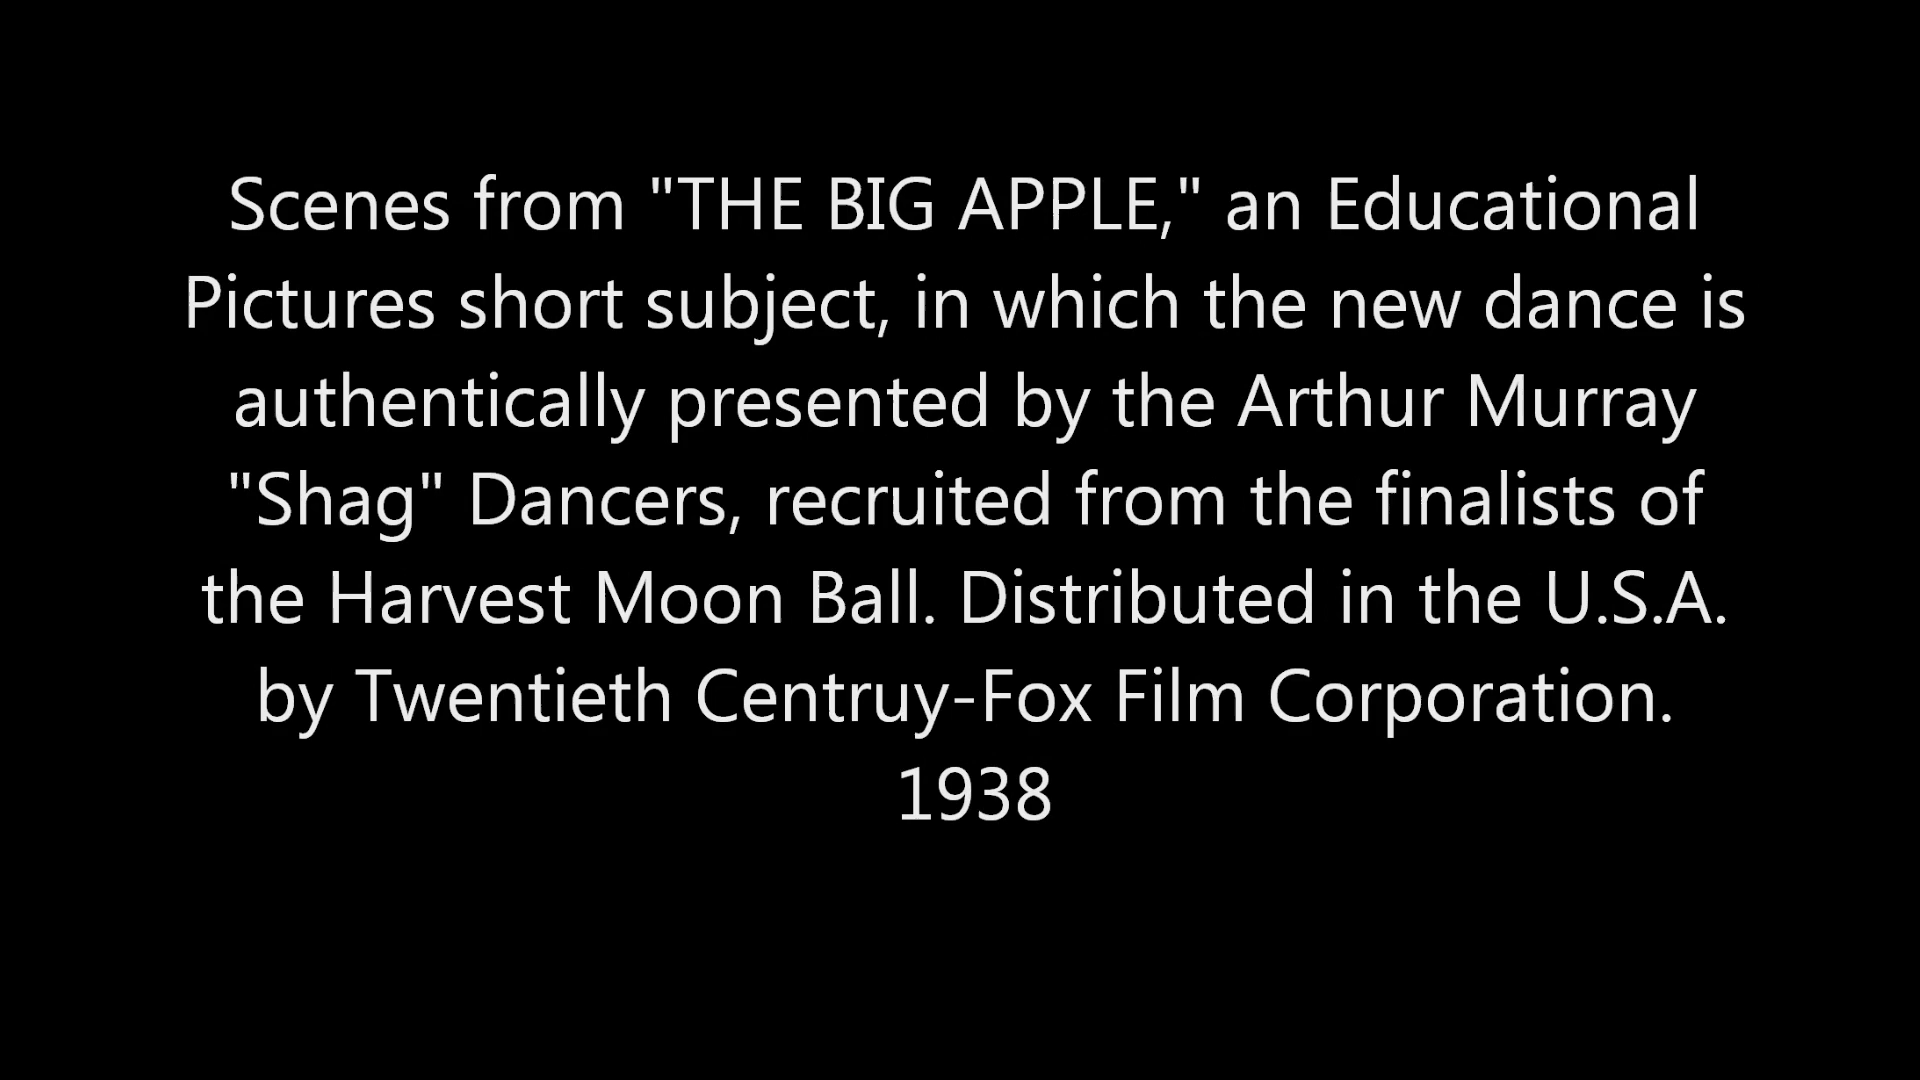 Scenes from "THE BIG APPLE," an Educational
Pictures short subject, in which the new dance is
authentically presented by the Arthur Murray
"Shag" Dancers, recruited from the finalists of
the Harvest Moon Ball. Distributed in the U.S.A.
by Twentieth Centruy-Fox Film Corporation.
1938